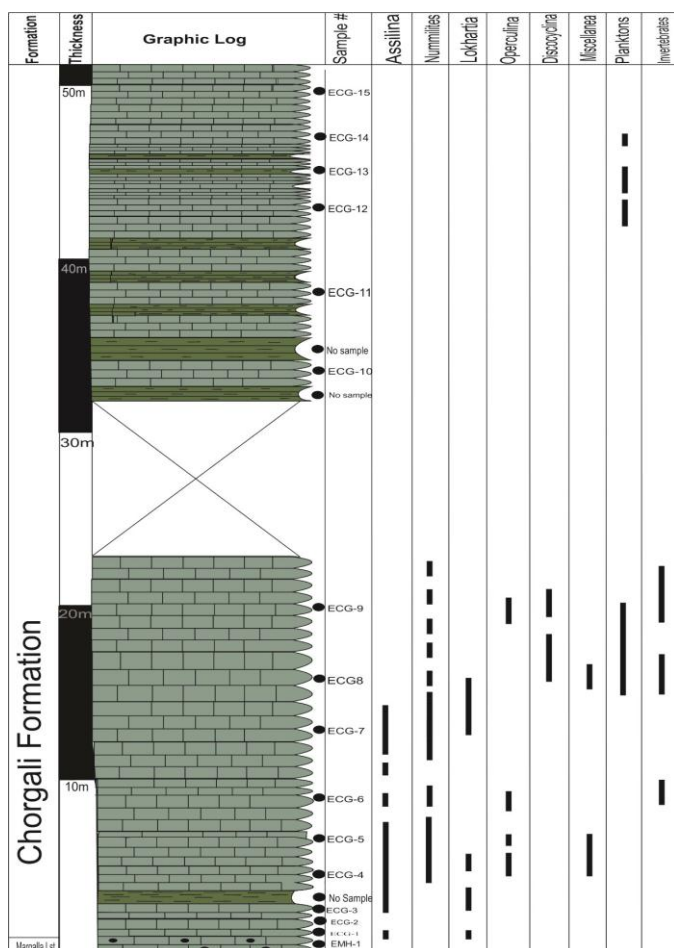 Formation
Thickness
Graphic Log
Sample #
Assilina
Nummilites
Lokhartia
Operculina
Discocyclina
Miscellanea
Planktons
Invertebrates
50m
ECG-15
ECG-14
ECG-13
ECG-12
40m
ECG-11
No sample
ECG-10
No sample
30m
20m
ECG-9
ECG8
ECG-7
Chorgali Formation
10m
ECG-6
ECG-5
ECG-4
No Sample
ECG-3
ECG-2
ECG-1
Margalla Lst
EMH-1